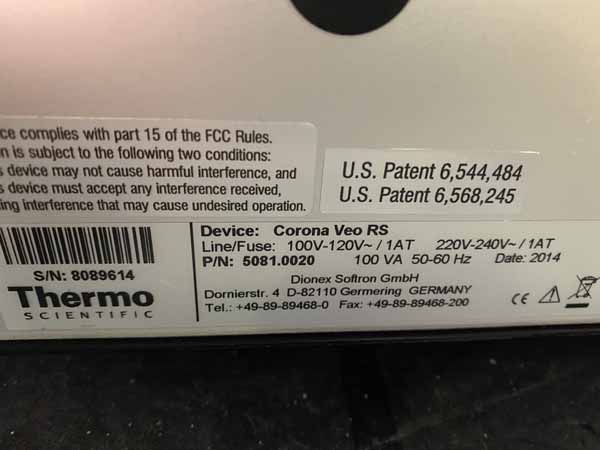 ce complies with part 15 of the FCC Rules.
n is subject to the following two conditions:
s device may not cause harmful interference, and
s device must accept any interference received,
ing interference that may cause undesired operation.
U.S. Patent 6,544,484
U.S. Patent 6,568,245
S/N: 8089614
Thermo
SCIENTIFIC
Device: Corona Veo RS
Line/Fuse: 100V-120V~ / 1AT 220V-240V~ / 1AT
P/N: 5081.0020 100 VA 50-60 Hz Date: 2014
Dionex Softron GmbH
Dornierstr. 4 D-82110 Germering GERMANY
Tel.: +49-89-89468-0 Fax: +49-89-89468-200
CE